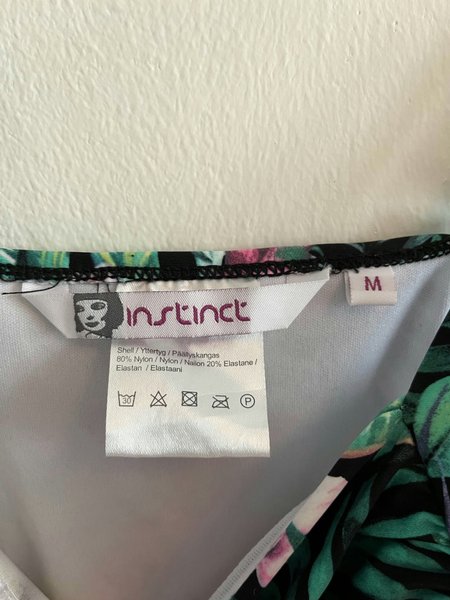 instinct
M
Shell / Yttertyg / Päällyskangas
80% Nylon / Nylon / Nailon 20% Elastane /
Elastan / Elastaani
30 P